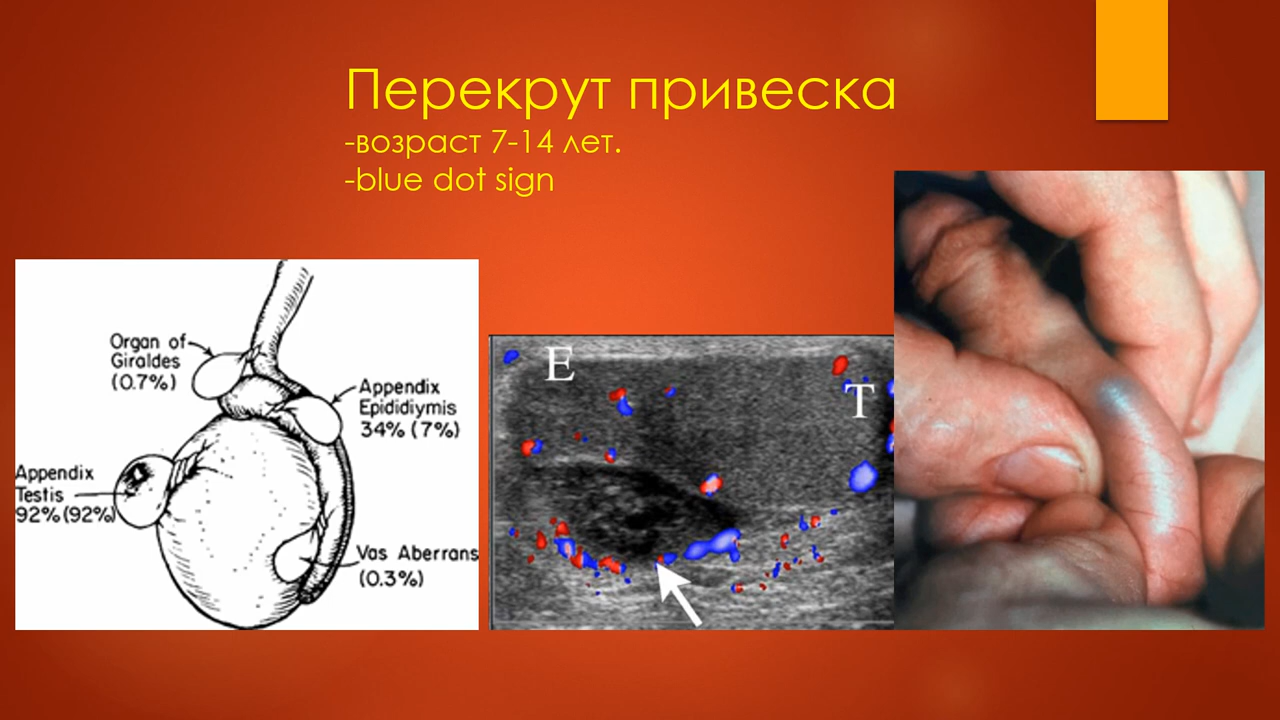 Перекрут привеска
-возраст 7-14 лет.
-blue dot sign
Organ of
Giraldes
(0.7%)
Appendix
Epididiymis
34% (7%)
Appendix
Testis
92%(92%)
Vas Aberrans
(0.3%)
E
T